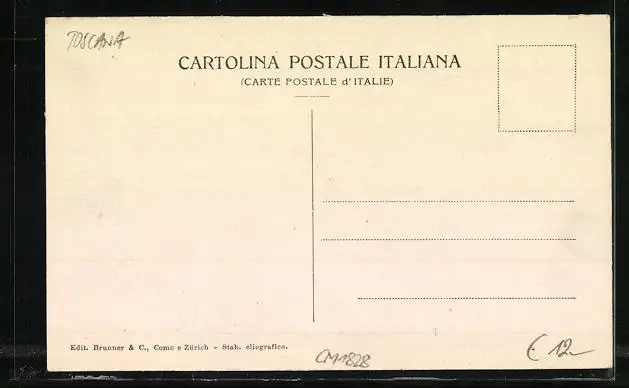 TOSCANA
CARTOLINA POSTALE ITALIANA
(CARTE POSTALE d'ITALIE)
Edit. Brunner & C., Como e Zürich - Stab. eliografico.
CM1828
€ 12-